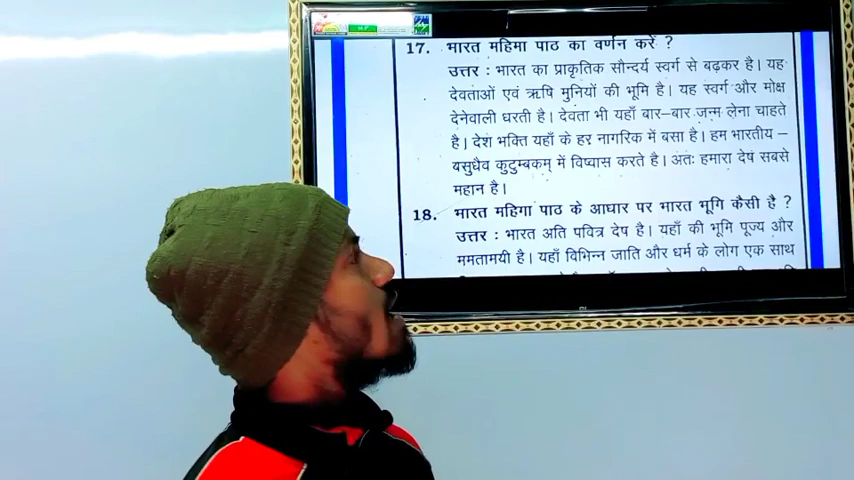 17. भारत महिमा पाठ का वर्णन करें ?
उत्तर : भारत का प्राकृतिक सौन्दर्य स्वर्ग से बढ़कर है। यह
देवताओं एवं ऋषि मुनियों की भूमि है। यह स्वर्ग और मोक्ष
देनेवाली धरती है। देवता भी यहाँ बार–बार जन्म लेना चाहते
है। देश भक्ति यहाँ के हर नागरिक में बसा है। हम भारतीय –
बसुधैव कुटुम्बकम् में विष्वास करते है। अतः हमारा देष सबसे
महान है।
18. भारत महिगा पाठ के आधार पर भारत भूगि कैसी है ?
उत्तर : भारत अति पवित्र देष है। यहाँ की भूमि पूज्य और
ममतामयी है। यहाँ विभिन्न जाति और धर्म के लोग एक साथ